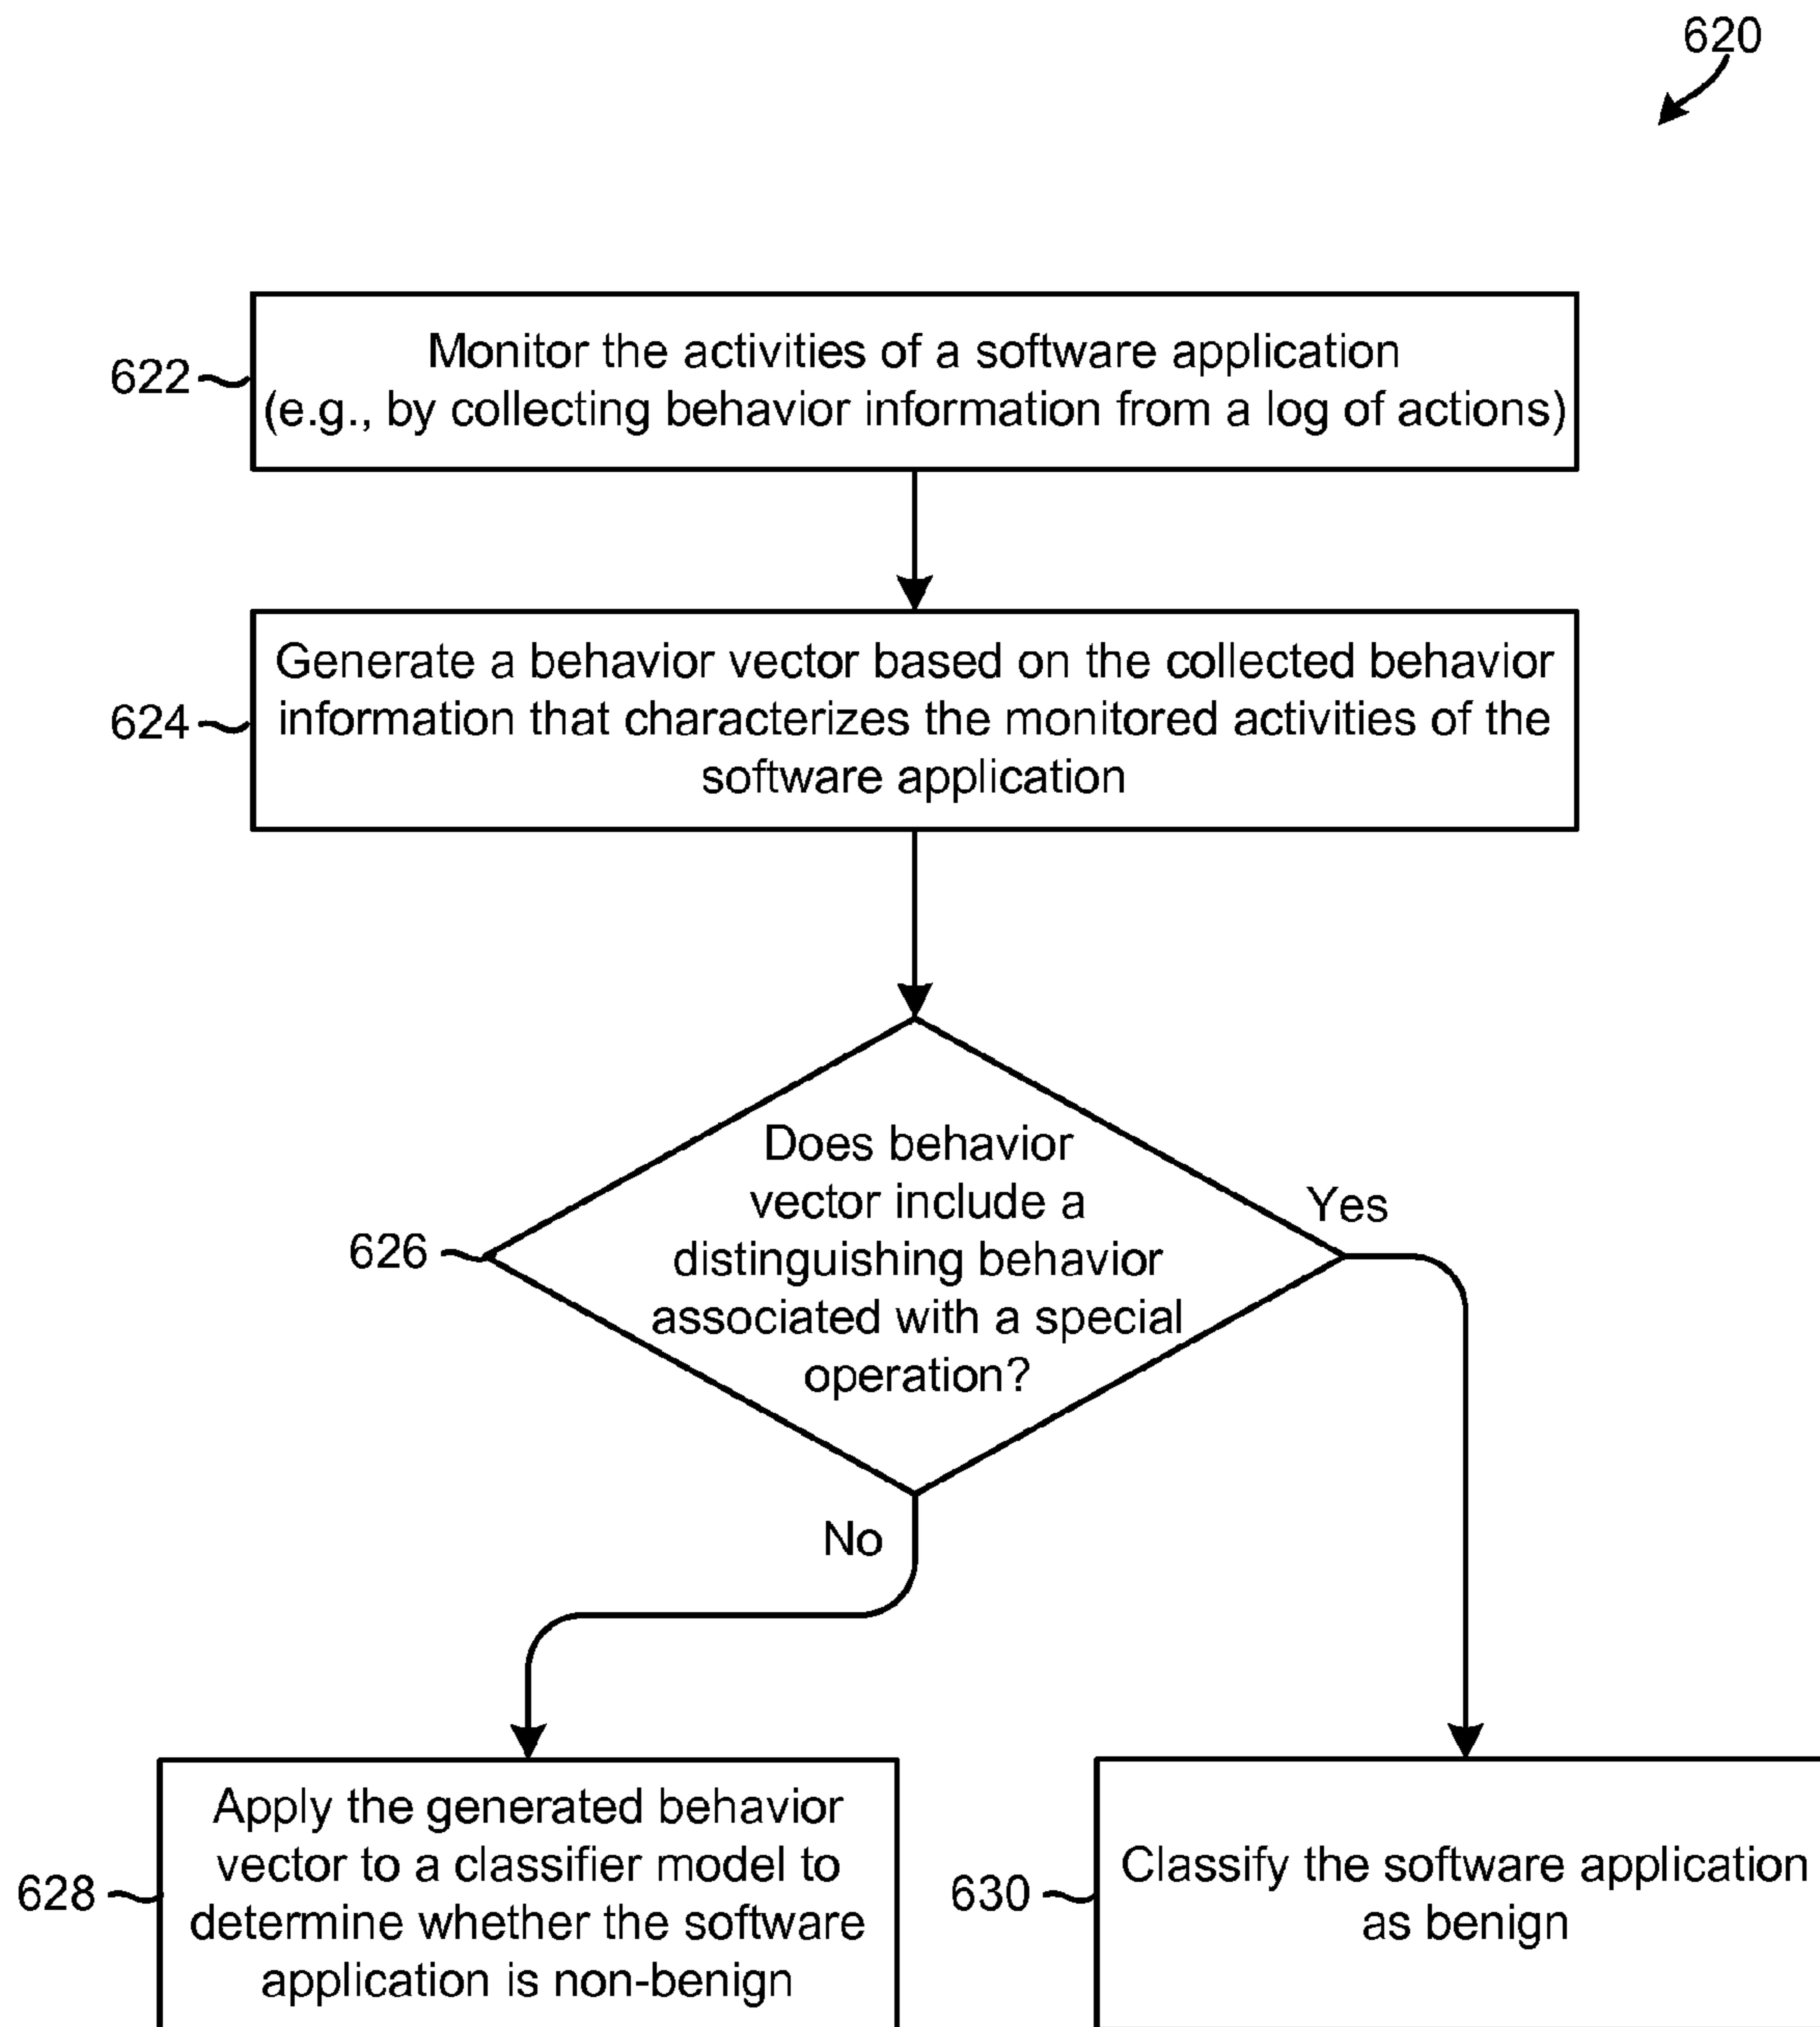 620
622
Monitor the activities of a software application
(e.g., by collecting behavior information from a log of actions)
624
Generate a behavior vector based on the collected behavior
information that characterizes the monitored activities of the
software application
626
Does behavior
vector include a
distinguishing behavior
associated with a special
operation?
Yes
No
628
Apply the generated behavior
vector to a classifier model to
determine whether the software
application is non-benign
630
Classify the software application
as benign